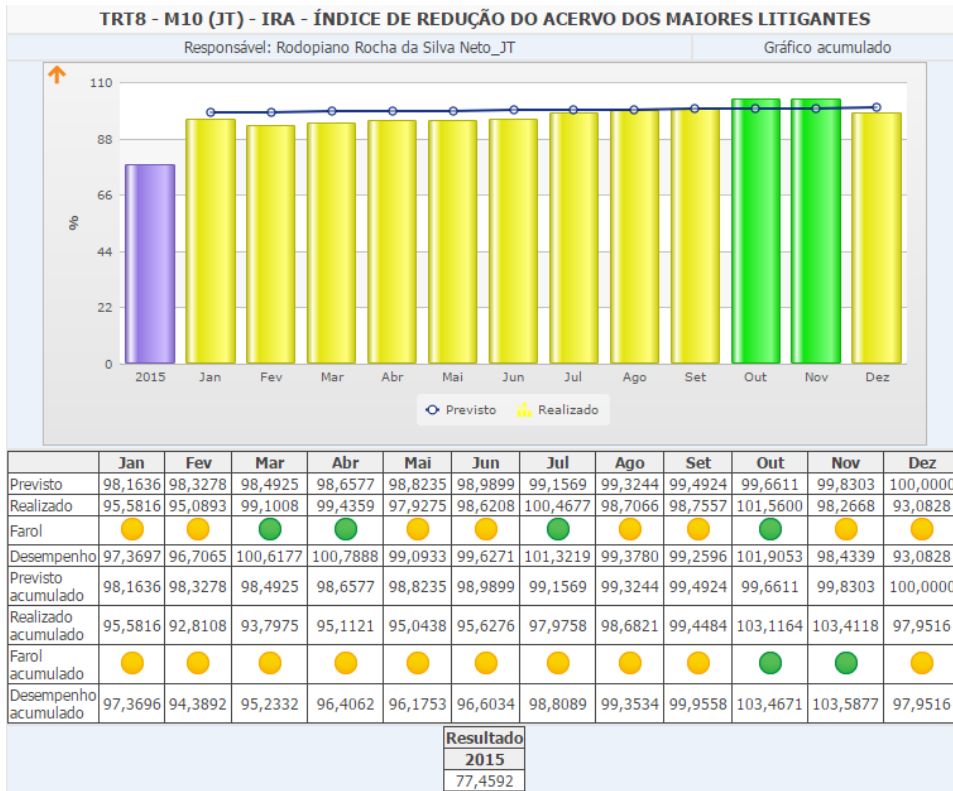 TRT8 - M10 (JT) - IRA - ÍNDICE DE REDUÇÃO DO ACERVO DOS MAIORES LITIGANTES
Responsável: Rodopiano Rocha da Silva Neto_JT Gráfico acumulado
110
88
66
44
22
0
%
2015 Jan Fev Mar Abr Mai Jun Jul Ago Set Out Nov Dez
Previsto Realizado
Jan Fev Mar Abr Mai Jun Jul Ago Set Out Nov Dez
Previsto 98,1636 98,3278 98,4925 98,6577 98,8235 98,9899 99,1569 99,3244 99,4924 99,6611 99,8303 100,0000
Realizado 95,5816 95,0893 99,1008 99,4359 97,9275 98,6208 100,4677 98,7066 98,7557 101,5600 98,2668 93,0828
Farol
Desempenho 97,3697 96,7065 100,6177 100,7888 99,0933 99,6271 101,3219 99,3780 99,2596 101,9053 98,4339 93,0828
Previsto
acumulado 98,1636 98,3278 98,4925 98,6577 98,8235 98,9899 99,1569 99,3244 99,4924 99,6611 99,8303 100,0000
Realizado
acumulado 95,5816 92,8108 93,7975 95,1121 95,0438 95,6276 97,9758 98,6821 99,4484 103,1164 103,4118 97,9516
Farol
acumulado
Desempenho
acumulado 97,3696 94,3892 95,2332 96,4062 96,1753 96,6034 98,8089 99,3534 99,9558 103,4671 103,5877 97,9516
Resultado
2015
77,4592